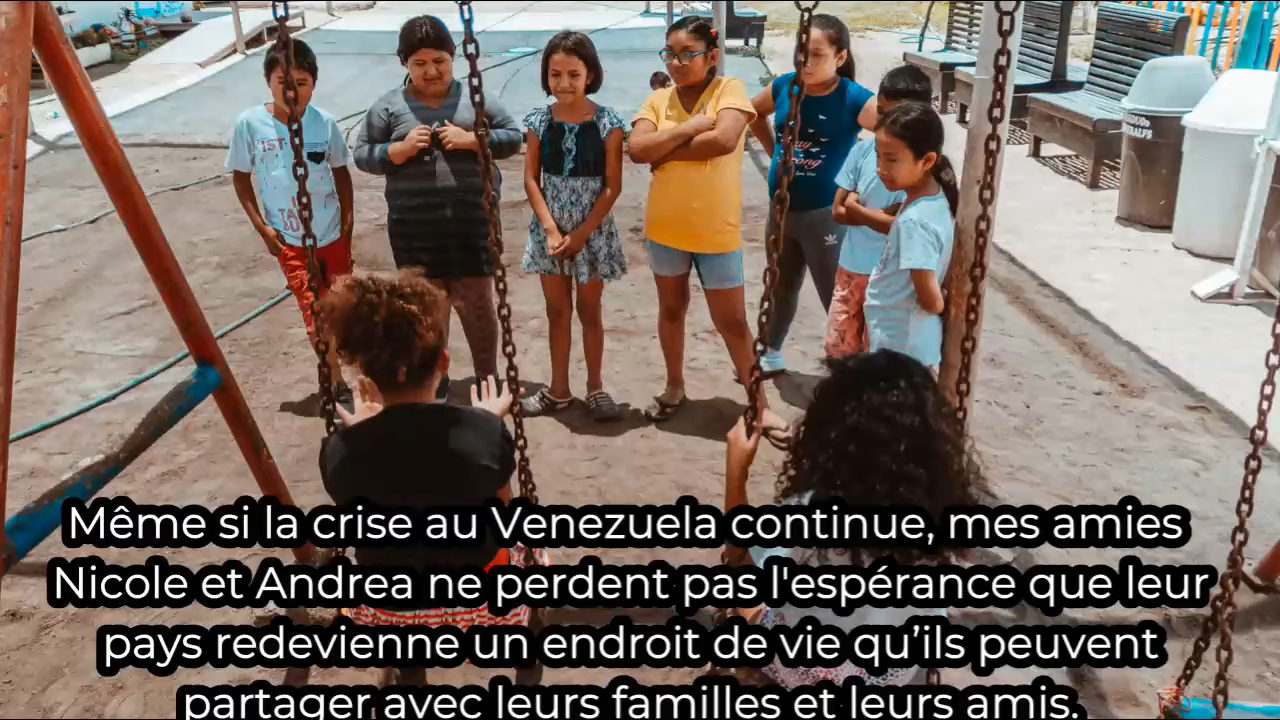 Même si la crise au Venezuela continue, mes amies
Nicole et Andrea ne perdent pas l'espérance que leur
pays redevienne un endroit de vie qu’ils peuvent
partager avec leurs familles et leurs amis.